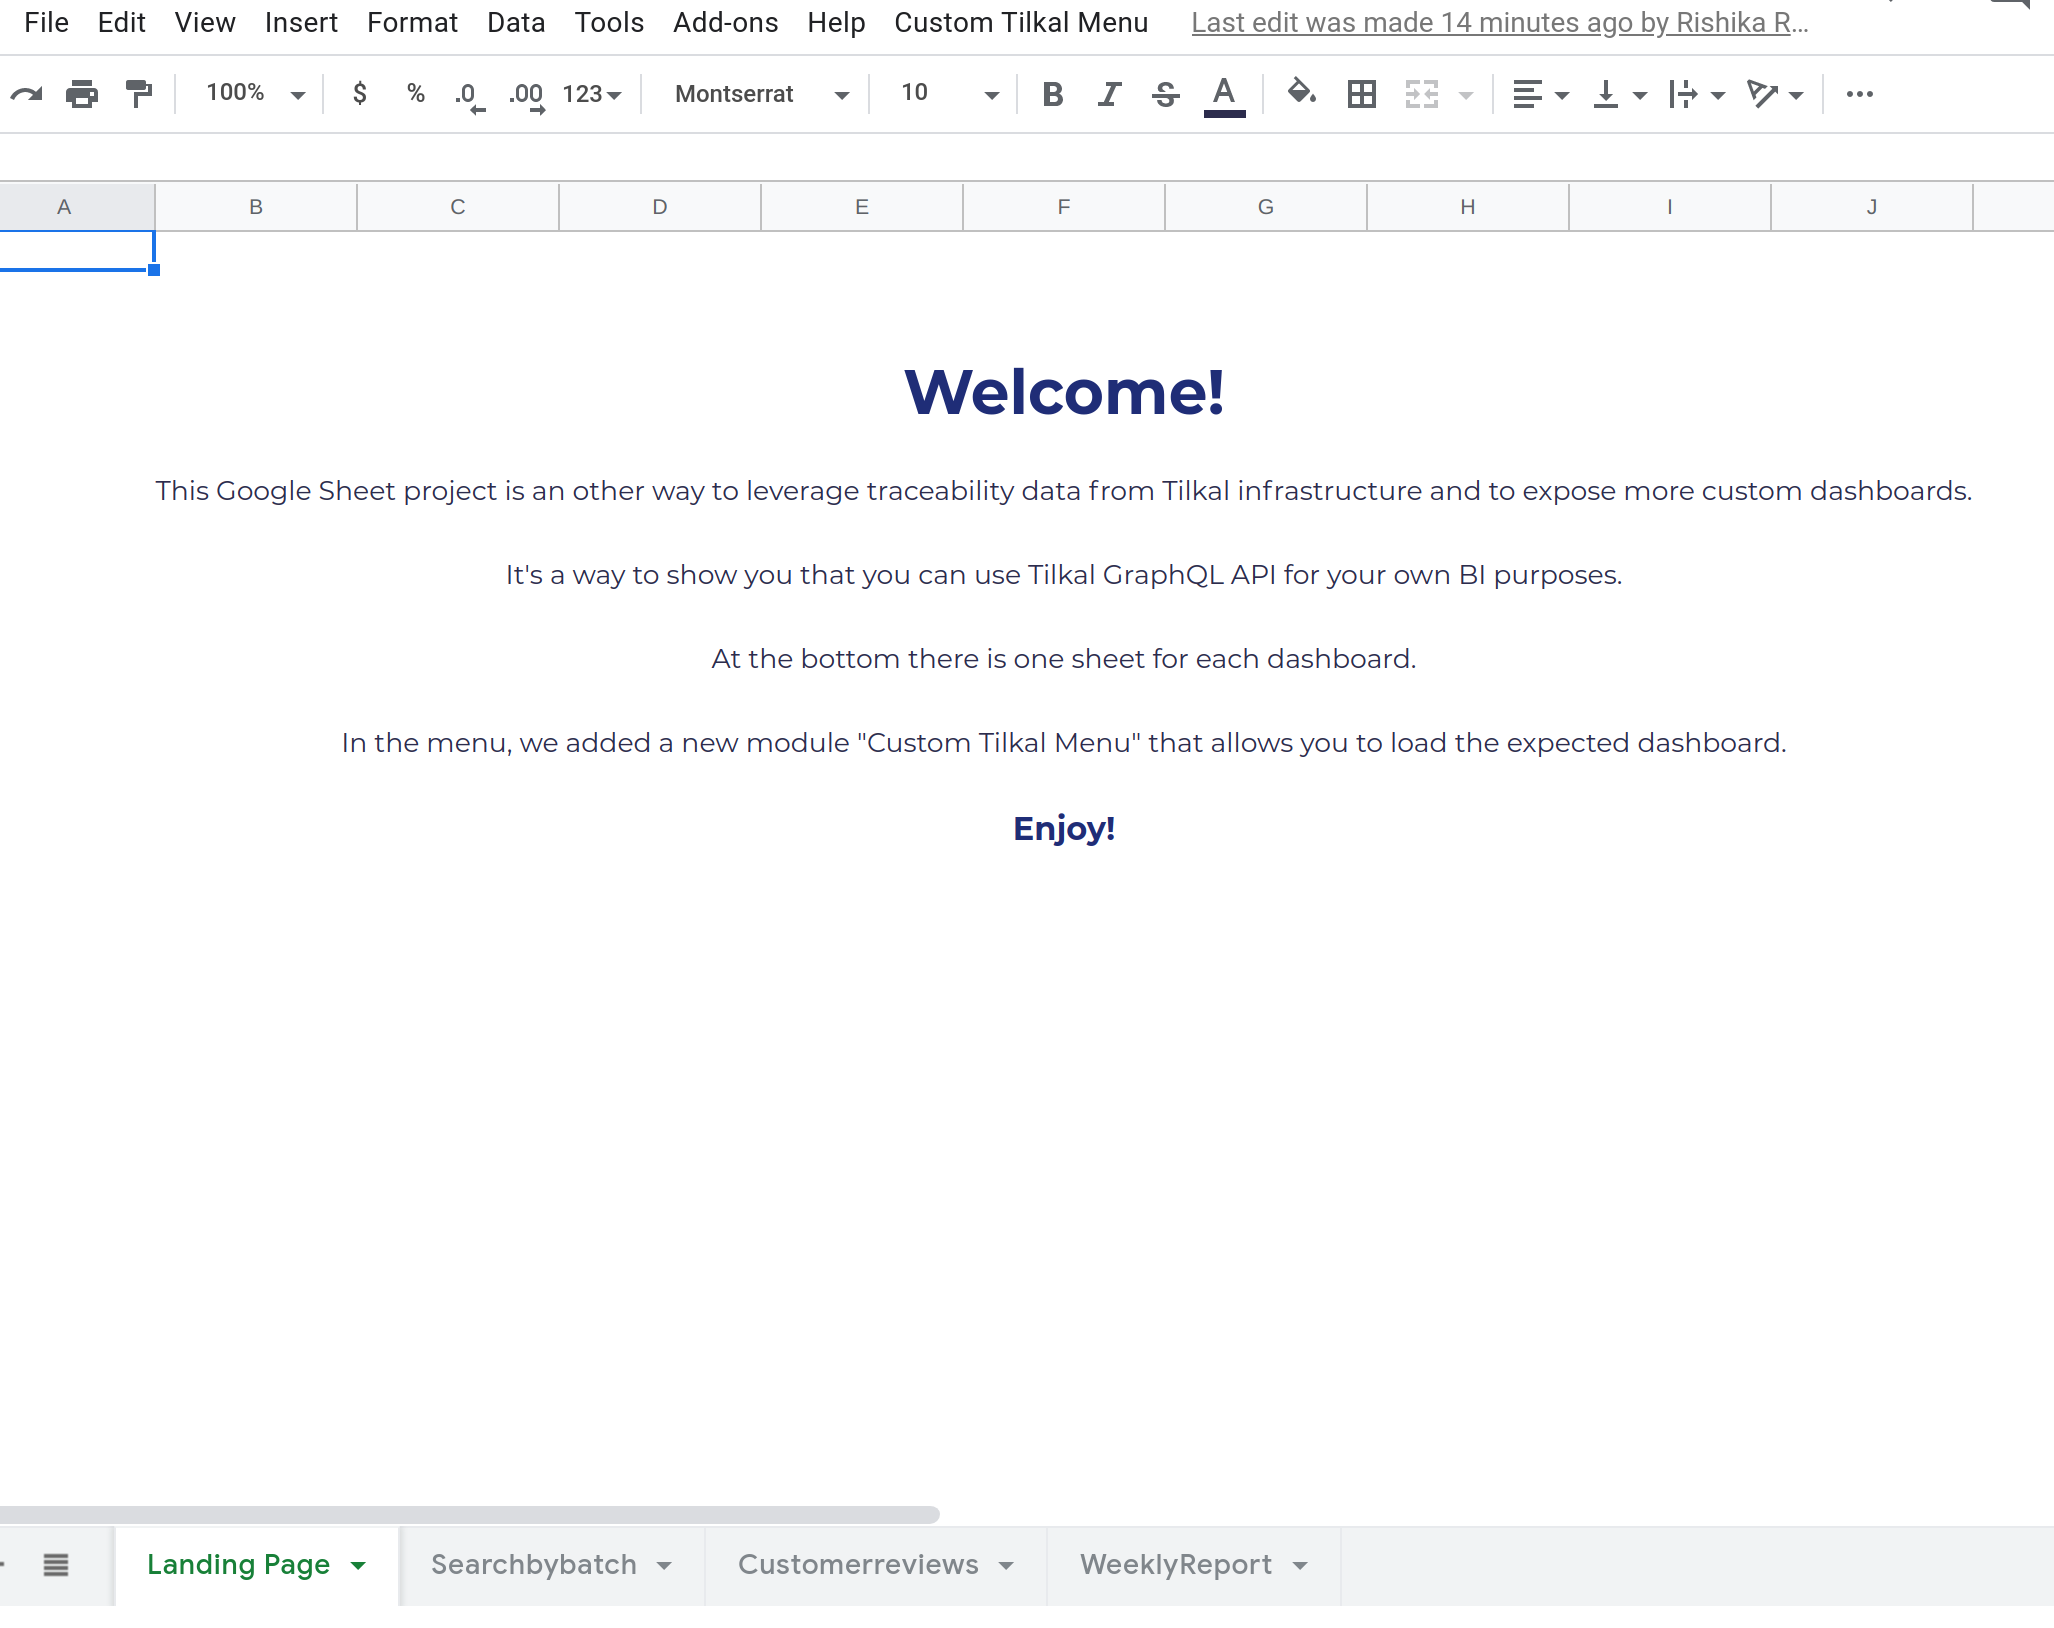 File Edit View Insert Format Data Tools Add-ons Help Custom Tilkal Menu Last edit was made 14 minutes ago by Rishika R...
100% $ % .0 .00 123 Montserrat 10 B I S A
A B C D E F G H I J
Welcome!
This Google Sheet project is an other way to leverage traceability data from Tilkal infrastructure and to expose more custom dashboards.
It's a way to show you that you can use Tilkal GraphQL API for your own BI purposes.
At the bottom there is one sheet for each dashboard.
In the menu, we added a new module "Custom Tilkal Menu" that allows you to load the expected dashboard.
Enjoy!
Landing Page Searchbybatch Customerreviews WeeklyReport